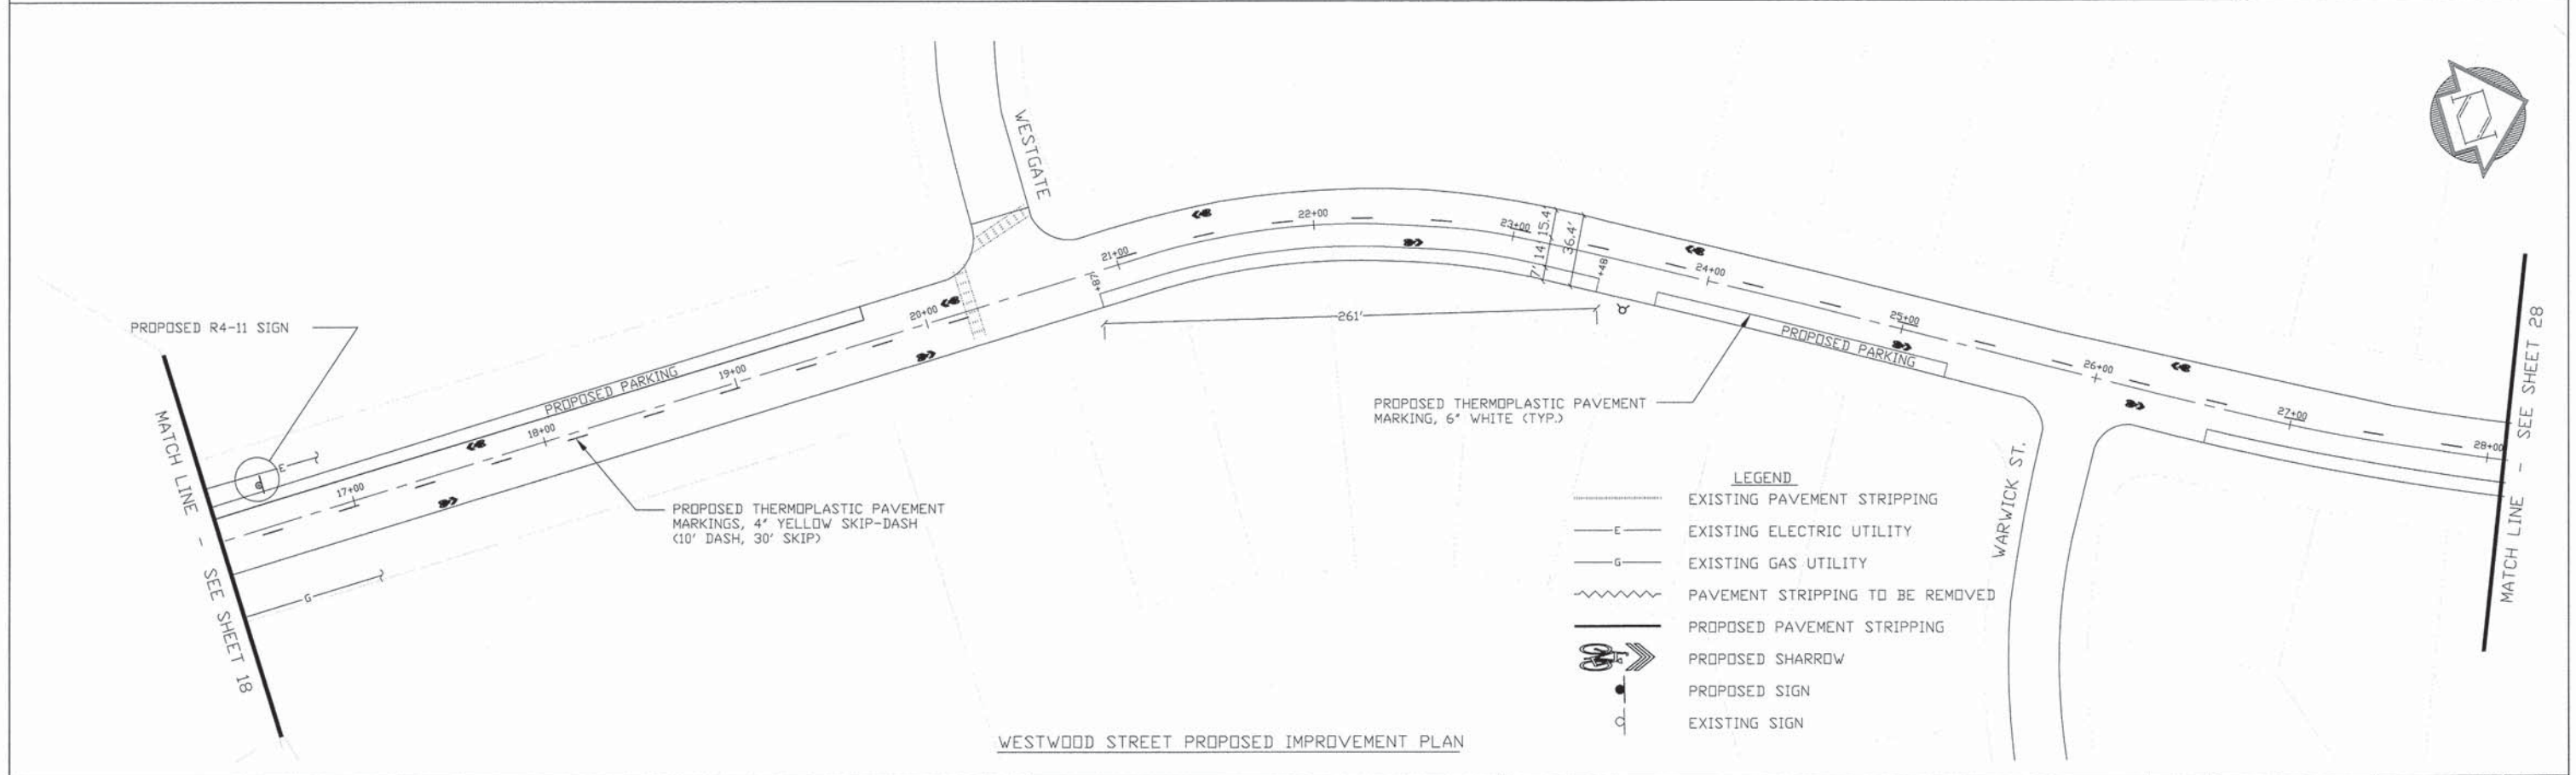 WESTGATE
PROPOSED R4-11 SIGN
MATCH LINE - SEE SHEET 18
E
G
PROPOSED PARKING
17+00
18+00
19+00
20+00
21+00
22+00
23+00
24+00
25+00
26+00
27+00
28+00
+87
7' 14' 15.4'
36.4'
+48
261'
PROPOSED PARKING
PROPOSED THERMOPLASTIC PAVEMENT
MARKINGS, 4" YELLOW SKIP-DASH
(10' DASH, 30' SKIP)
PROPOSED THERMOPLASTIC PAVEMENT
MARKING, 6" WHITE (TYP.)
WARWICK ST.
MATCH LINE - SEE SHEET 28
LEGEND
EXISTING PAVEMENT STRIPPING
E EXISTING ELECTRIC UTILITY
G EXISTING GAS UTILITY
PAVEMENT STRIPPING TO BE REMOVED
PROPOSED PAVEMENT STRIPPING
PROPOSED SHARROW
PROPOSED SIGN
EXISTING SIGN
WESTWOOD STREET PROPOSED IMPROVEMENT PLAN
N